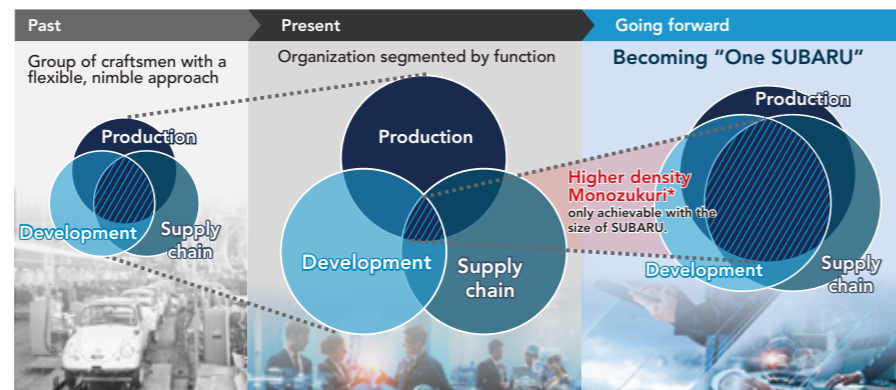 Past
Present
Going forward
Group of craftsmen with a
flexible, nimble approach
Organization segmented by function
Becoming “One SUBARU”
Production
Development
Supply
chain
Production
Development
Supply
chain
Higher density
Monozukuri*
only achievable with the
size of SUBARU.
Production
Development
Supply
chain